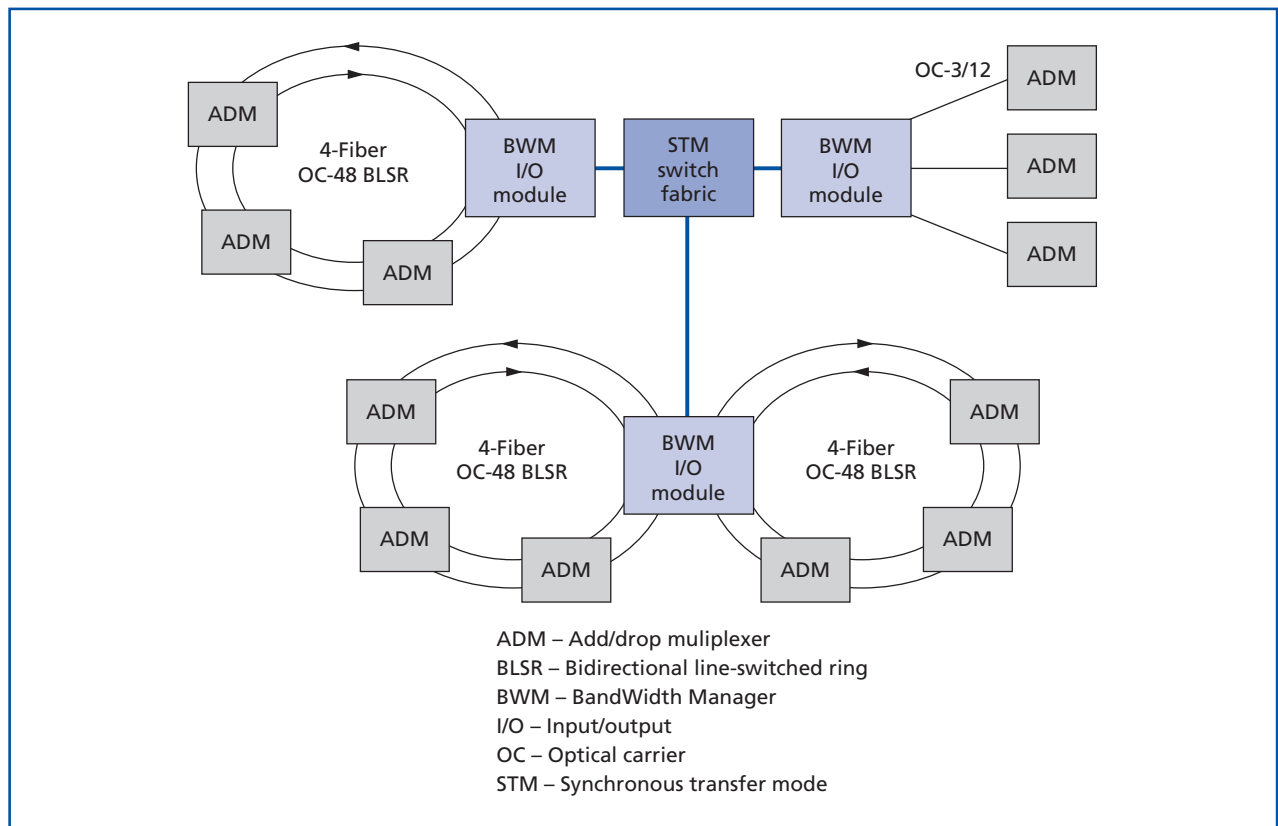 OC-3/12
ADM
ADM
4-Fiber
OC-48 BLSR
BWM
I/O
module
STM
switch
fabric
BWM
I/O
module
ADM
ADM
ADM
ADM
ADM
4-Fiber
OC-48 BLSR
BWM
I/O
module
4-Fiber
OC-48 BLSR
ADM
ADM
ADM
ADM
ADM
ADM – Add/drop muliplexer
BLSR – Bidirectional line-switched ring
BWM – BandWidth Manager
I/O – Input/output
OC – Optical carrier
STM – Synchronous transfer mode